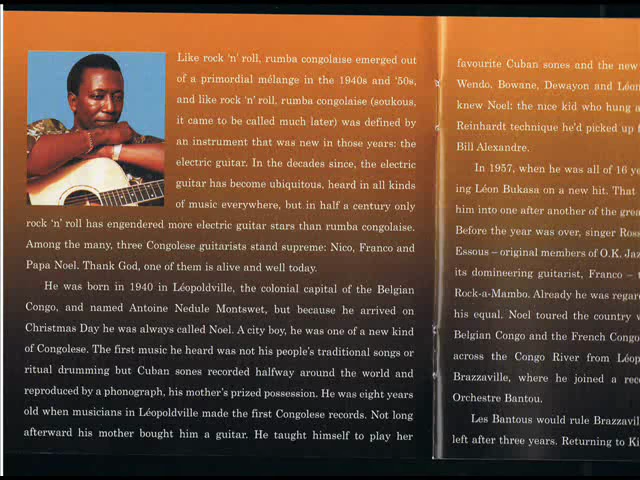 Like rock 'n' roll, rumba congolaise emerged out
of a primordial mélange in the 1940s and '50s,
and like rock 'n' roll, rumba congolaise (soukous,
it came to be called much later) was defined by
an instrument that was new in those years: the
electric guitar. In the decades since, the electric
guitar has become ubiquitous, heard in all kinds
of music everywhere, but in half a century only
rock 'n' roll has engendered more electric guitar stars than rumba congolaise.
Among the many, three Congolese guitarists stand supreme: Nico, Franco and
Papa Noel. Thank God, one of them is alive and well today.
He was born in 1940 in Léopoldville, the colonial capital of the Belgian
Congo, and named Antoine Nedule Montswet, but because he arrived on
Christmas Day he was always called Noel. A city boy, he was one of a new kind
of Congolese. The first music he heard was not his people's traditional songs or
ritual drumming but Cuban sones recorded halfway around the world and
reproduced by a phonograph, his mother's prized possession. He was eight years
old when musicians in Léopoldville made the first Congolese records. Not long
afterward his mother bought him a guitar. He taught himself to play her
favourite Cuban sones and the new
Wendo, Bowane, Dewayon and Léon
knew Noel: the nice kid who hung a
Reinhardt technique he'd picked up f
Bill Alexandre.
In 1957, when he was all of 16 ye
ing Léon Bukasa on a new hit. That
him into one after another of the gre
Before the year was over, singer Ross
Essous – original members of O.K. Jaz
its domineering guitarist, Franco –
Rock-a-Mambo. Already he was regar
his equal. Noel toured the country w
Belgian Congo and the French Congo
across the Congo River from Léop
Brazzaville, where he joined a rec
Orchestre Bantou.
Les Bantous would rule Brazzavil
left after three years. Returning to Ki